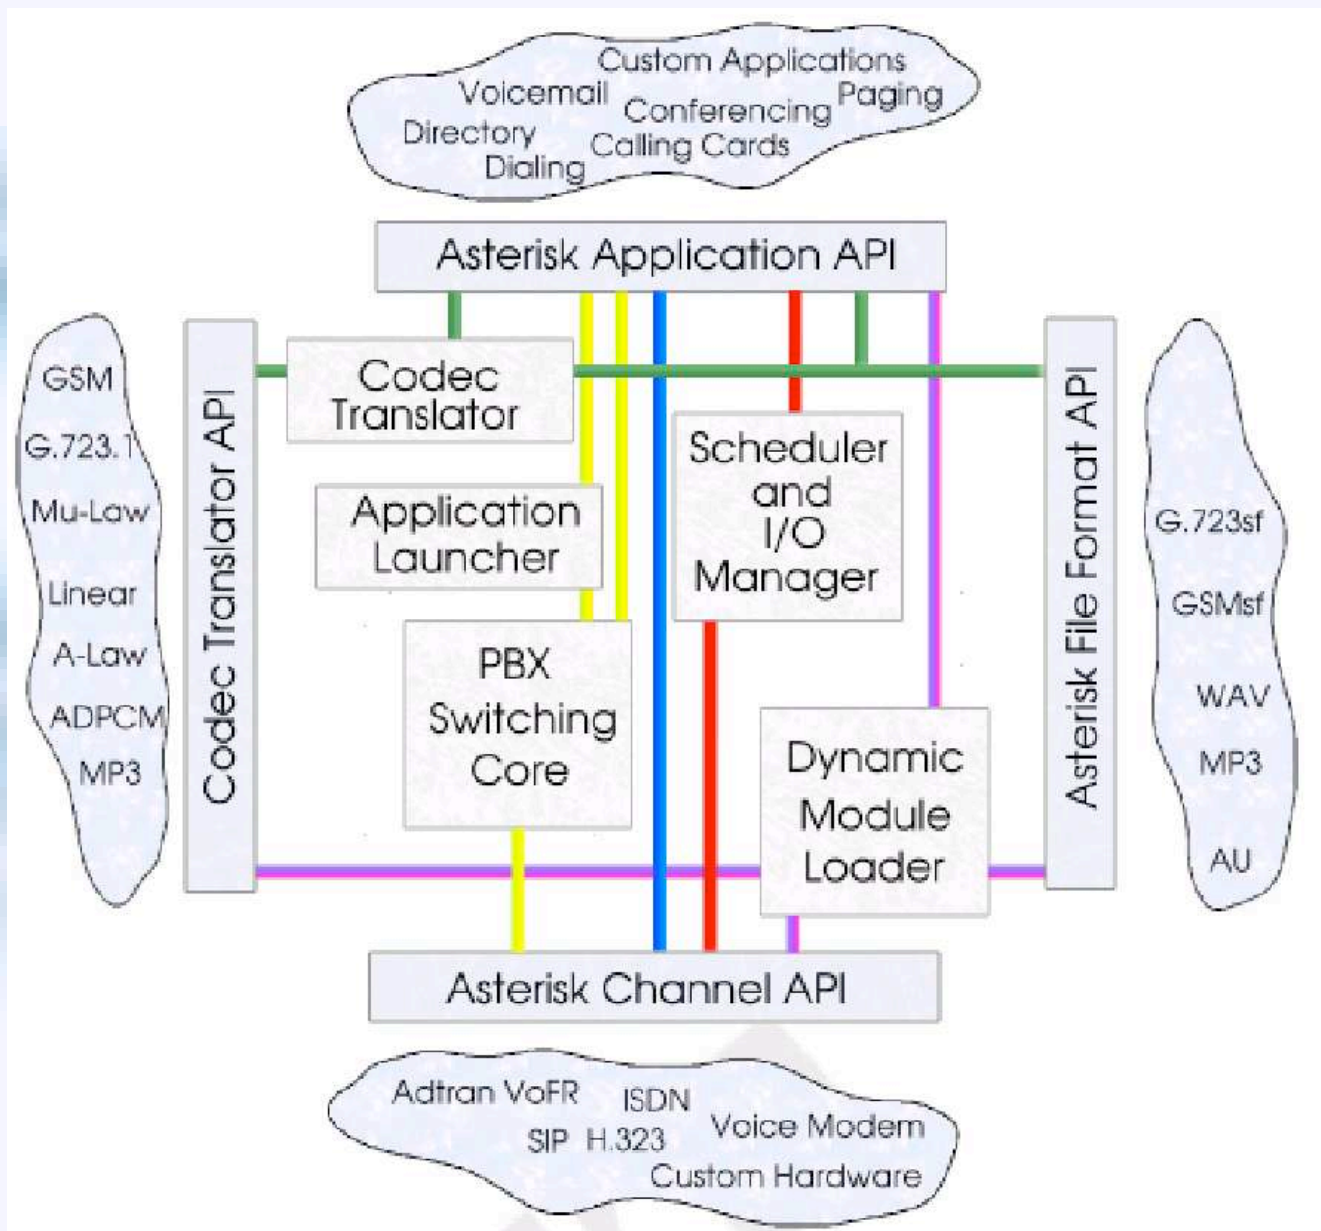 Custom Applications
Voicemail
Paging
Conferencing
Directory
Calling Cards
Dialing
Asterisk Application API
GSM
G.723.1
Mu-Law
Linear
A-Law
ADPCM
MP3
Codec Translator API
Codec
Translator
Application
Launcher
PBX
Switching
Core
Scheduler
and
I/O
Manager
Dynamic
Module
Loader
Asterisk File Format API
G.723sf
GSMsf
WAV
MP3
AU
Asterisk Channel API
Adtran VoFR
ISDN
Voice Modem
SIP H.323
Custom Hardware